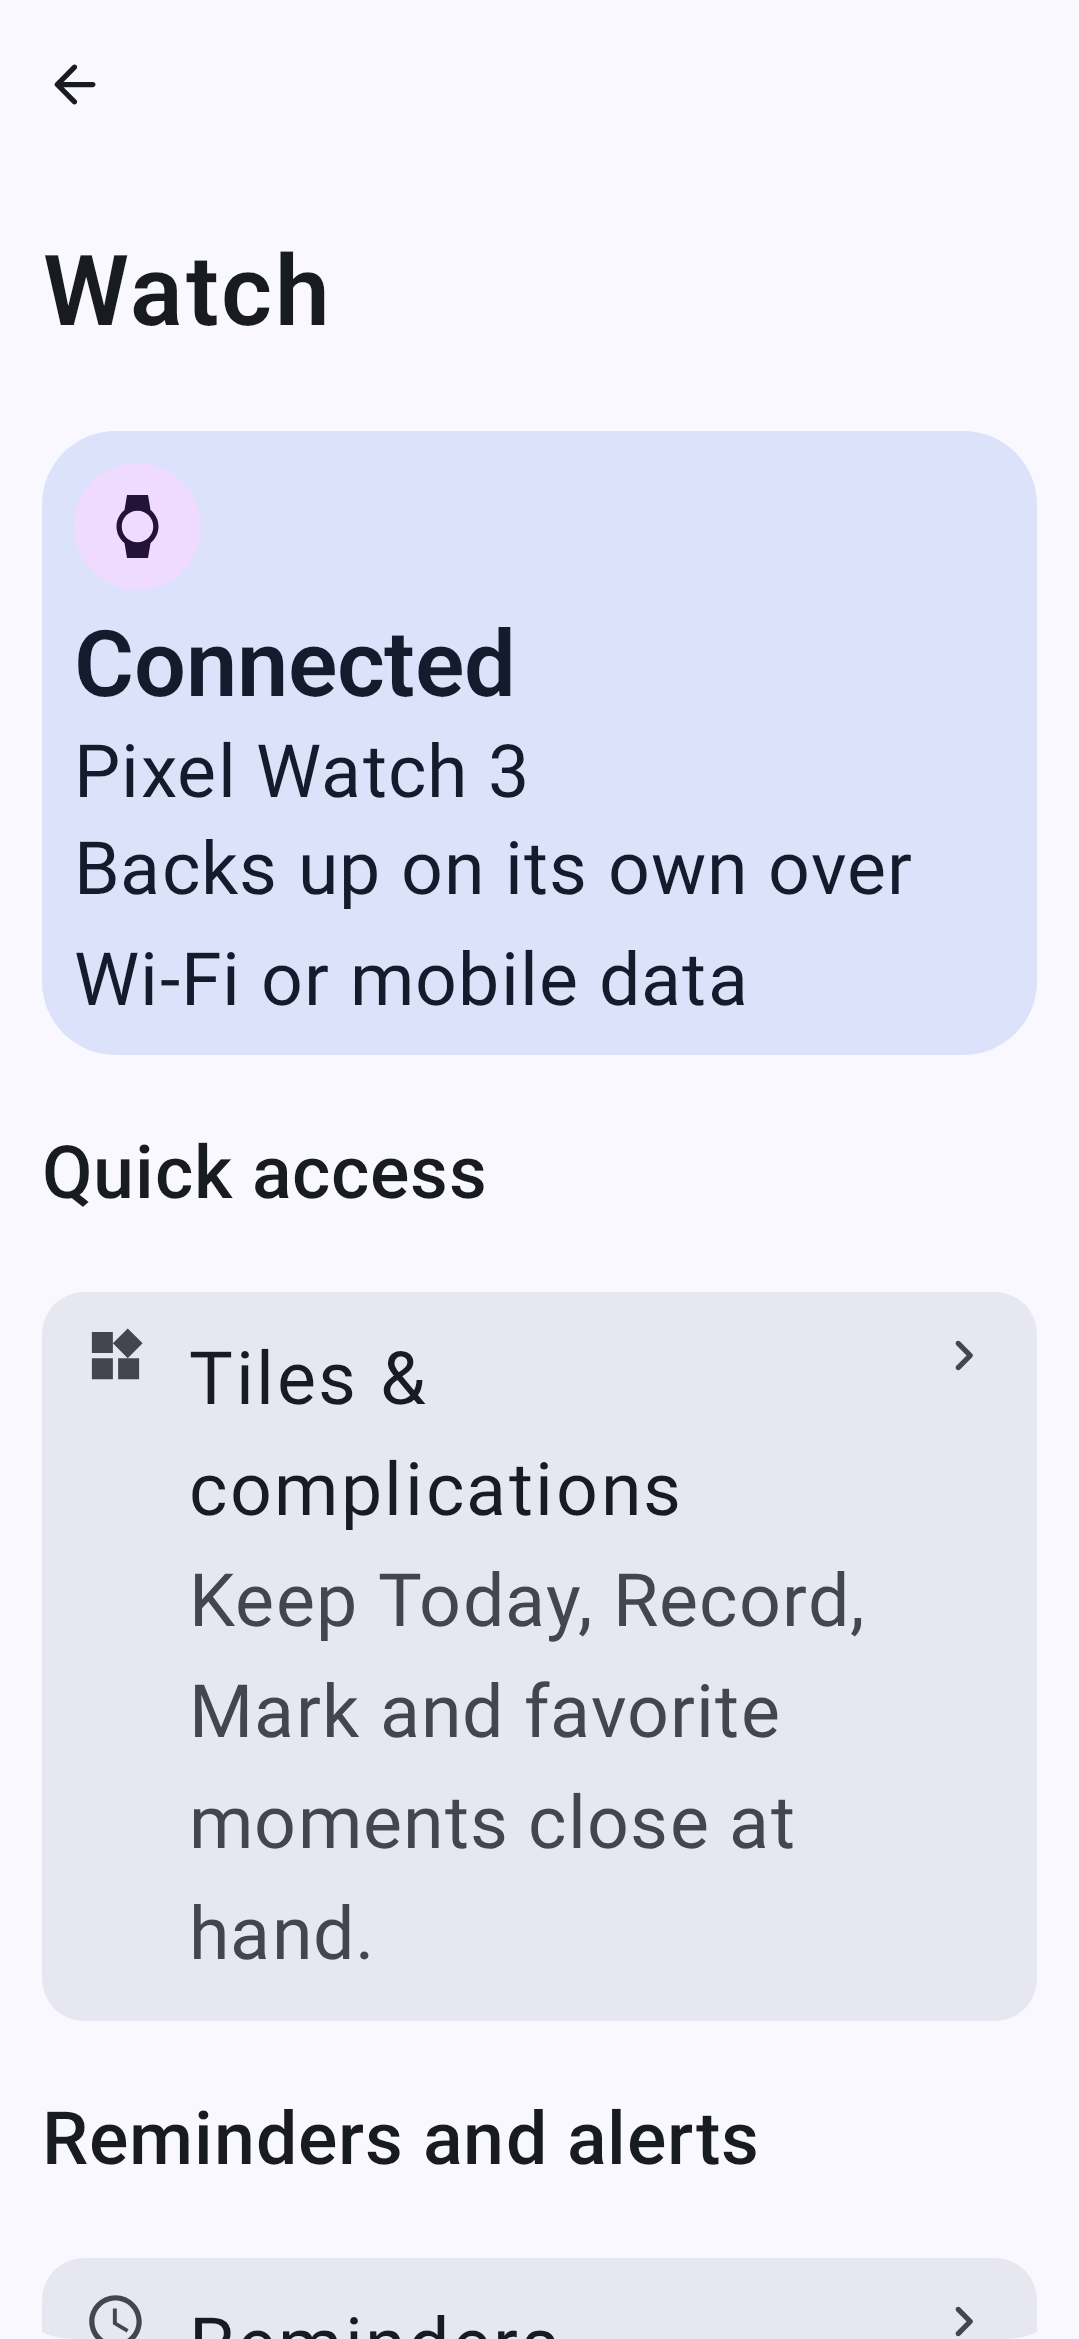 Watch
Connected
Pixel Watch 3
Backs up on its own over
Wi-Fi or mobile data
Quick access
Tiles &
complications
Keep Today, Record,
Mark and favorite
moments close at
hand.
Reminders and alerts
Reminders